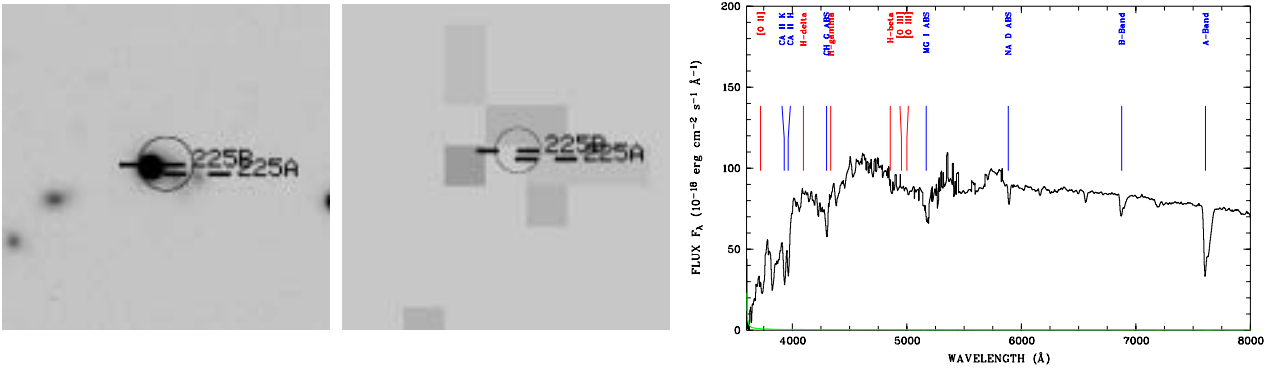 225B
225A
225B
225A
[O II]
CA II K
CA II H
H-delta
CH G ABS
H-gamma
H-beta
[O III]
[O III]
MG I ABS
NA D ABS
B-Band
A-Band
200
150
100
50
0
FLUX Fλ (10⁻¹⁸ erg cm⁻² s⁻¹ Å⁻¹)
4000 5000 6000 7000 8000
WAVELENGTH (Å)